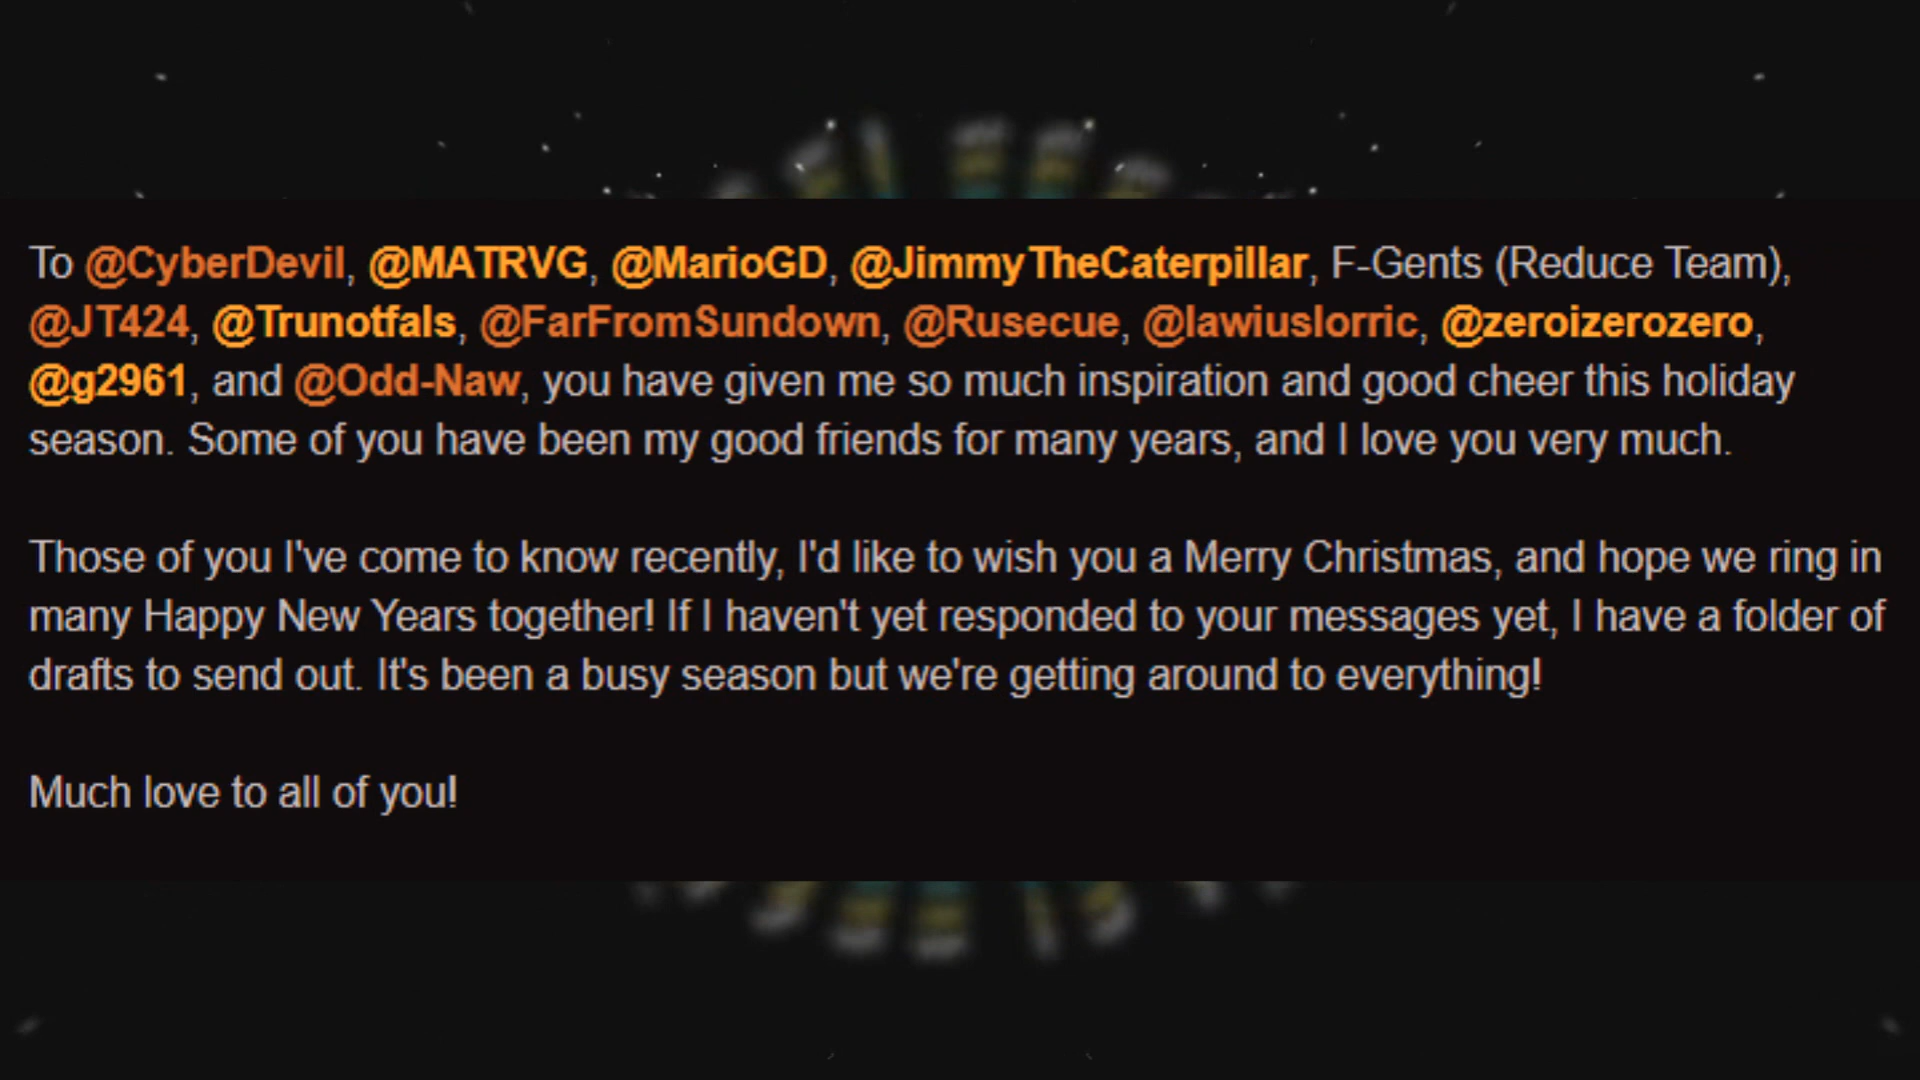 To @CyberDevil, @MATRVG, @MarioGD, @JimmyTheCaterpillar, F-Gents (Reduce Team),
@JT424, @Trunotfals, @FarFromSundown, @Rusecue, @lawiuslorric, @zeroizerozero,
@g2961, and @Odd-Naw, you have given me so much inspiration and good cheer this holiday
season. Some of you have been my good friends for many years, and I love you very much.
Those of you I've come to know recently, I'd like to wish you a Merry Christmas, and hope we ring in
many Happy New Years together! If I haven't yet responded to your messages yet, I have a folder of
drafts to send out. It's been a busy season but we're getting around to everything!
Much love to all of you!